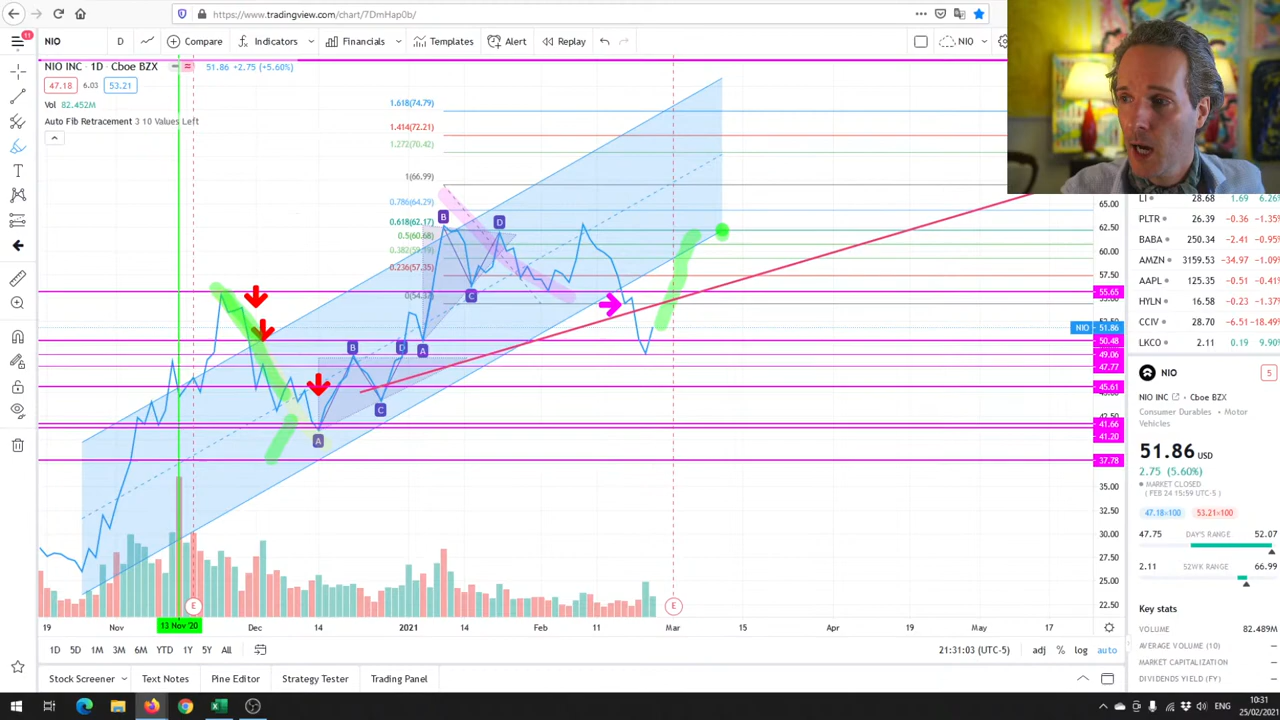 https://www.tradingview.com/chart/7DmHap0b/
11
NIO D Compare Indicators Financials Templates Alert Replay NIO
NIO INC · 1D · Cboe BZX 51.86 +2.75 (+5.60%)
47.18 6.03 53.21
Vol 82.452M
Auto Fib Retracement 3 10 Values Left
1.618(74.79)
1.414(72.21)
1.272(70.42)
1(66.99)
0.786(64.29)
0.618(62.17)
0.5(60.68)
0.382(59.19)
0.236(57.35)
0(54.37)
B
D
C
B
D
A
C
A
65.00
62.50
60.00
57.50
55.65
NIO 51.86
50.48
49.06
47.77
45.61
41.66
41.20
37.78
35.00
32.50
30.00
27.50
25.00
22.50
E
E
19 Nov 13 Nov '20 Dec 14 2021 14 Feb 11 Mar 15 Apr 19 May 17
1D 5D 1M 3M 6M YTD 1Y 5Y All
21:31:03 (UTC-5) adj % log auto
Stock Screener Text Notes Pine Editor Strategy Tester Trading Panel
LI 28.68 1.69 6.26%
PLTR 26.39 -0.36 -1.35%
BABA 250.34 -2.41 -0.95%
AMZN 3159.53 -34.97 -1.09%
AAPL 125.35 -0.51
HYLN 16.58 -0.23 -1.37%
CCIV 28.70 -6.51 -18.49%
LKCO 2.11 0.19 9.90%
NIO 5
NIO INC · Cboe BZX
Consumer Durables · Motor
Vehicles
51.86 USD
2.75 (5.60%)
MARKET CLOSED
( FEB 24 15:59 UTC-5 )
47.18×100 53.21×100
47.75 DAY'S RANGE 52.07
2.11 52WK RANGE 66.99
Key stats
VOLUME 82.489M
AVERAGE VOLUME (10) —
MARKET CAPITALIZATION —
DIVIDENDS YIELD (FY) —
ENG 10:31
25/02/2021